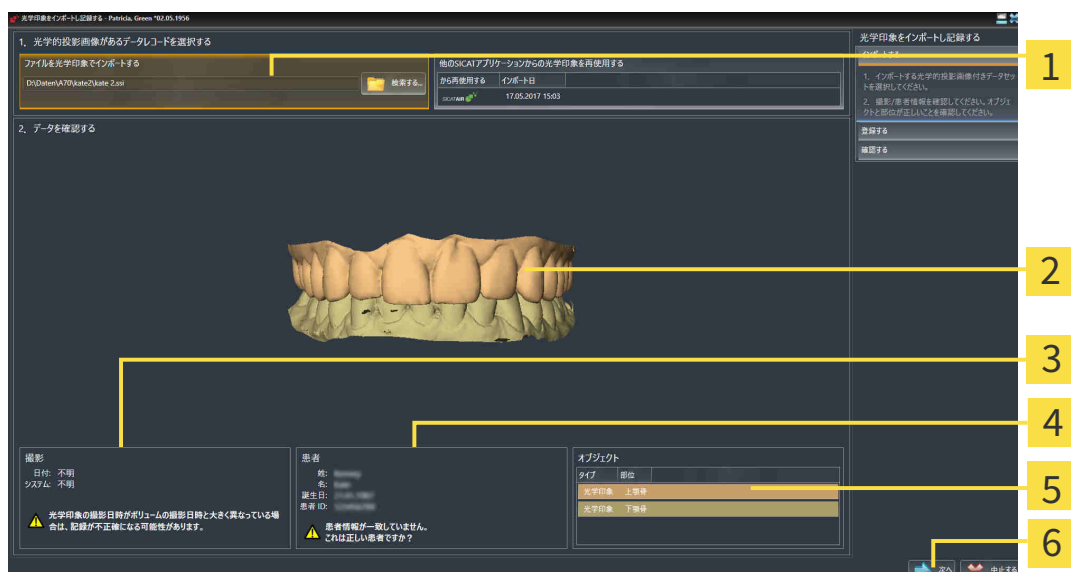 光学印象をインポートし記録する - Patricia, Green *02.05.1956
1. 光学的投影画像があるデータレコードを選択する
ファイルを光学印象でインポートする
D:\Daten\A70\kate2\kate 2.ssi
検索する...
他のSICATアプリケーションからの光学印象を再使用する
から再使用する インポート日
SICATAIR 17.05.2017 15:03
光学印象をインポートし記録する
インポートする
1. インポートする光学的投影画像付きデータセッ
トを選択してください。
2. 撮影/患者情報を確認してください。オブジェ
クトと部位が正しいことを確認してください。
登録する
確認する
2. データを確認する
撮影
日付: 不明
システム: 不明
光学印象の撮影日時がボリュームの撮影日時と大きく異なっている場
合は、記録が不正確になる可能性があります。
患者
姓:
名:
誕生日:
患者 ID:
患者情報が一致していません。
これは正しい患者ですか？
オブジェクト
タイプ 部位
光学印象 上顎骨
光学印象 下顎骨
次へ
中止する
1
2
3
4
5
6